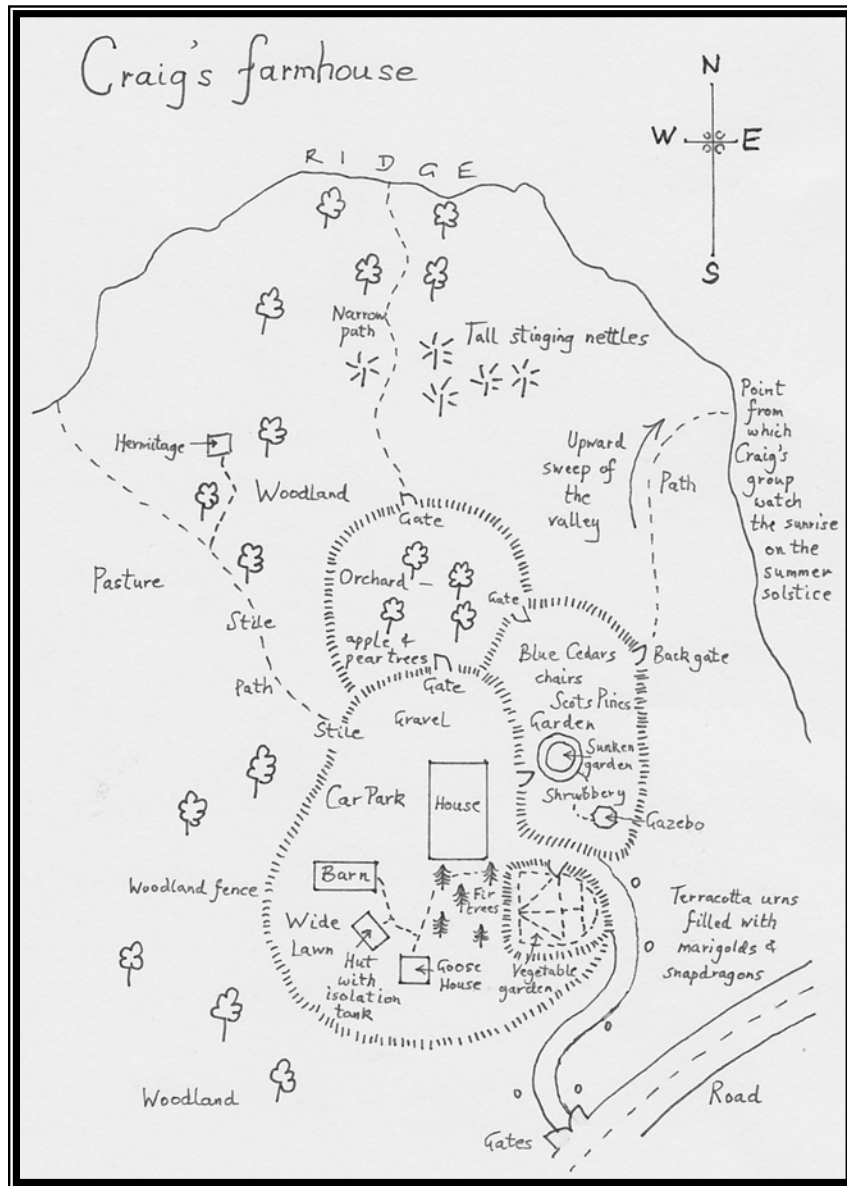 Craig's farmhouse
N
W E
S
RIDGE
Narrow
path
Tall stinging nettles
Point
from
which
Craig's
group
watch
the sunrise
on the
summer
solstice
Hermitage
Woodland
Upward
sweep of
the
valley
Path
Gate
Pasture
Stile
Path
Stile
Orchard –
apple &
pear trees
Gate
Gate
Blue Cedars
chairs
Scots Pines
Garden
Back gate
Sunken
garden
Shrubbery
Gazebo
Gravel
Car Park
House
Barn
Woodland fence
Wide
Lawn
Hut
with
isolation
tank
Fir
trees
Goose
House
Vegetable
garden
Terracotta urns
filled with
marigolds &
snapdragons
Woodland
Gates
Road